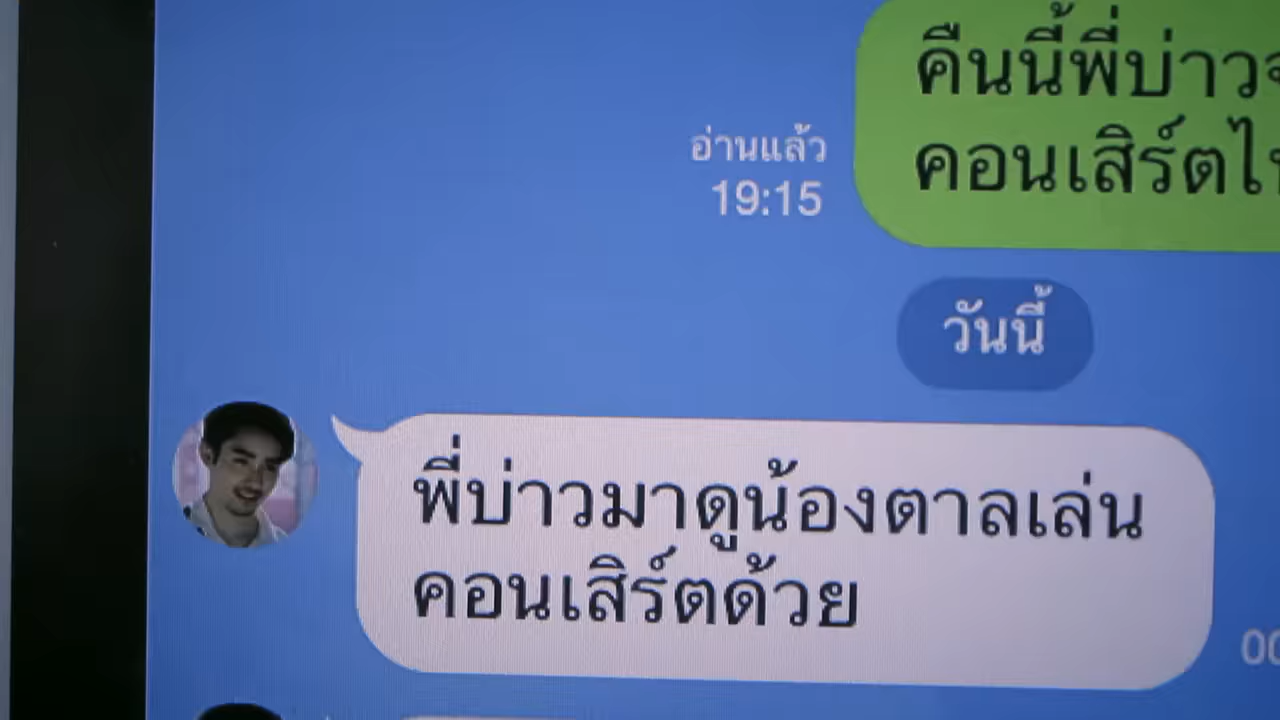 คืนนี้พี่บ่าว
คอนเสิร์ต
อ่านแล้ว
19:15
วันนี้
พี่บ่าวมาดูน้องตาลเล่น
คอนเสิร์ตด้วย